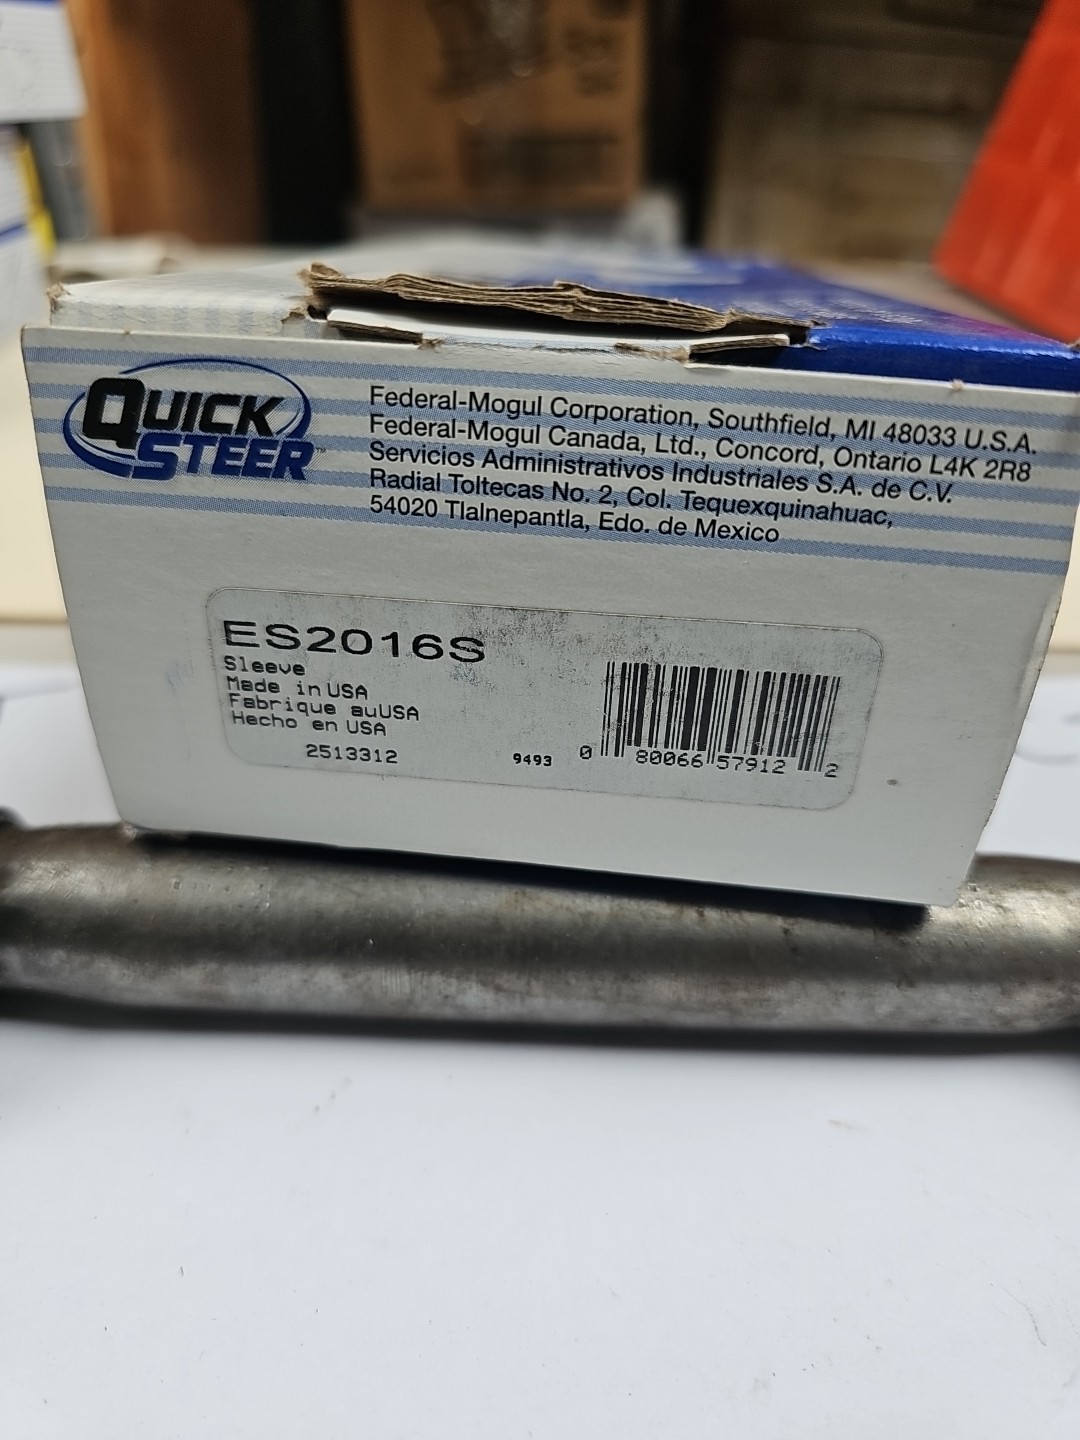 QUICK
STEER™
Federal-Mogul Corporation, Southfield, MI 48033 U.S.A.
Federal-Mogul Canada, Ltd., Concord, Ontario L4K 2R8
Servicios Administrativos Industriales S.A. de C.V.
Radial Toltecas No. 2, Col. Tequexquinahuac,
54020 Tlalnepantla, Edo. de Mexico
ES2016S
Sleeve
Made in USA
Fabrique auUSA
Hecho en USA
2513312
9493
0 80066 57912 2